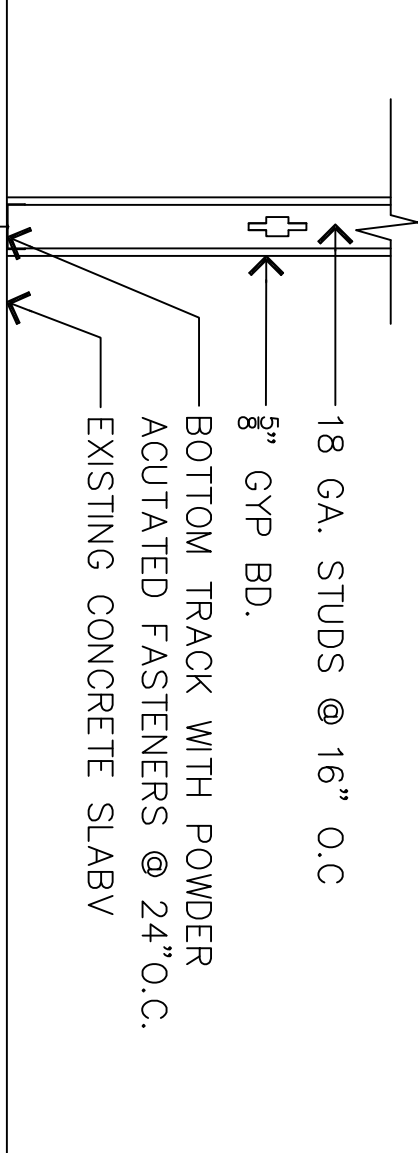 18 GA. STUDS @ 16" O.C
5/8" GYP BD.
BOTTOM TRACK WITH POWDER
ACUTATED FASTENERS @ 24"O.C.
EXISTING CONCRETE SLABV